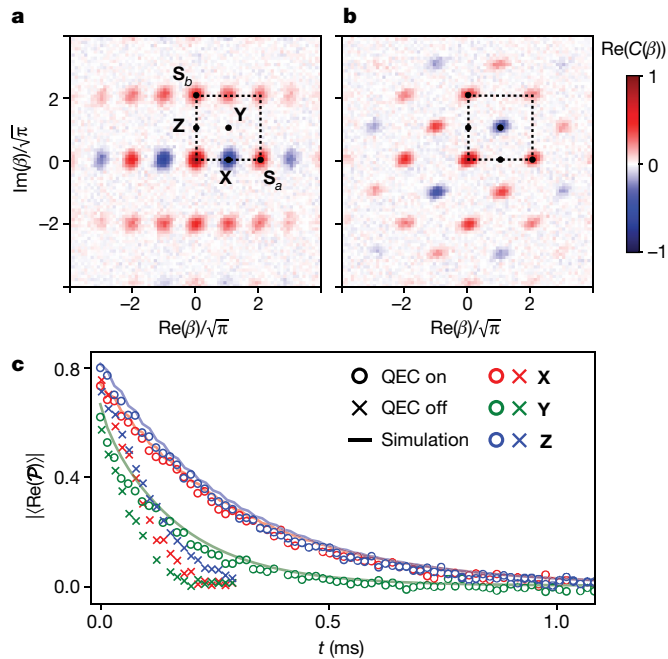 a
b
Re(C(β))
S_b
Z
Y
X
S_a
2
0
−2
Im(β)/√π
−2
0
2
Re(β)/√π
−2
0
2
Re(β)/√π
1
0
−1
c
0.8
0.4
0.0
|⟨Re(P)⟩|
QEC on
QEC off
Simulation
X
Y
Z
0.0
0.5
1.0
t (ms)